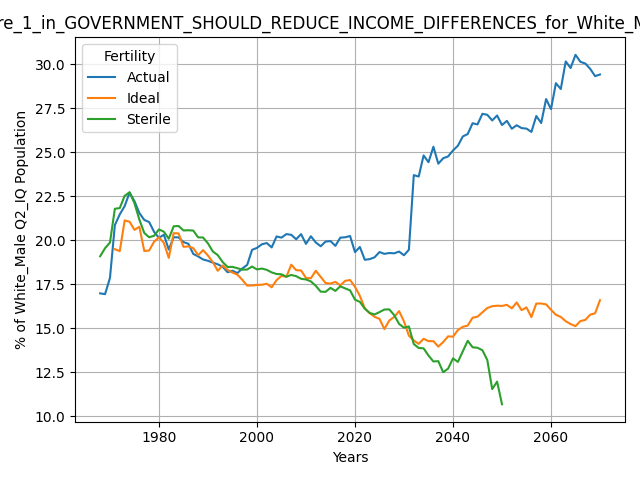 re_1_in_GOVERNMENT_SHOULD_REDUCE_INCOME_DIFFERENCES_for_White_M
Fertility
Actual
Ideal
Sterile
% of White_Male Q2_IQ Population
30.0
27.5
25.0
22.5
20.0
17.5
15.0
12.5
10.0
1980
2000
2020
2040
2060
Years